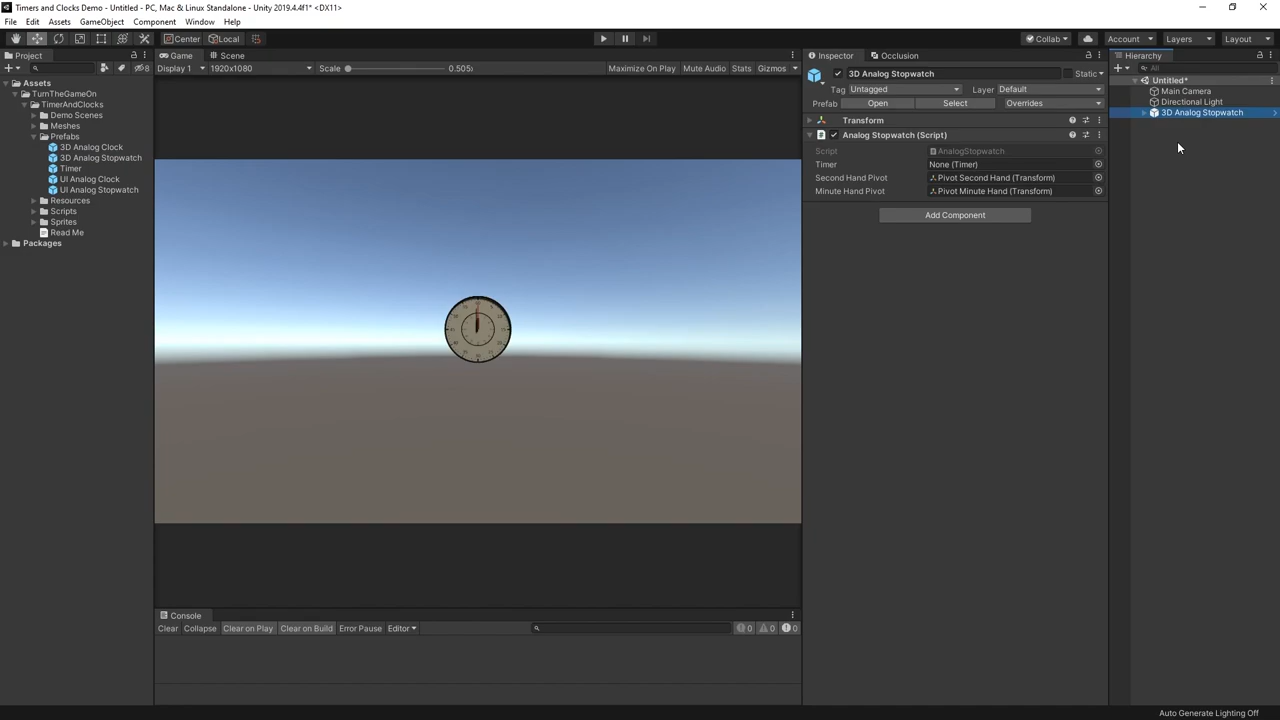 Timers and Clocks Demo - Untitled - PC, Mac & Linux Standalone - Unity 2019.4.4f1* <DX11>
File Edit Assets GameObject Component Window Help
Center Local
Collab Account Layers Layout
Project
8
Assets
TurnTheGameOn
TimerAndClocks
Demo Scenes
Meshes
Prefabs
3D Analog Clock
3D Analog Stopwatch
Timer
UI Analog Clock
UI Analog Stopwatch
Resources
Scripts
Sprites
Read Me
Packages
Game Scene
Display 1 1920x1080 Scale 0.505x Maximize On Play Mute Audio Stats Gizmos
Console
Clear Collapse Clear on Play Clear on Build Error Pause Editor 0 0 0
Inspector Occlusion
3D Analog Stopwatch Static
Tag Untagged Layer Default
Prefab Open Select Overrides
Transform
Analog Stopwatch (Script)
Script AnalogStopwatch
Timer None (Timer)
Second Hand Pivot Pivot Second Hand (Transform)
Minute Hand Pivot Pivot Minute Hand (Transform)
Add Component
Hierarchy
All
Untitled*
Main Camera
Directional Light
3D Analog Stopwatch
Auto Generate Lighting Off